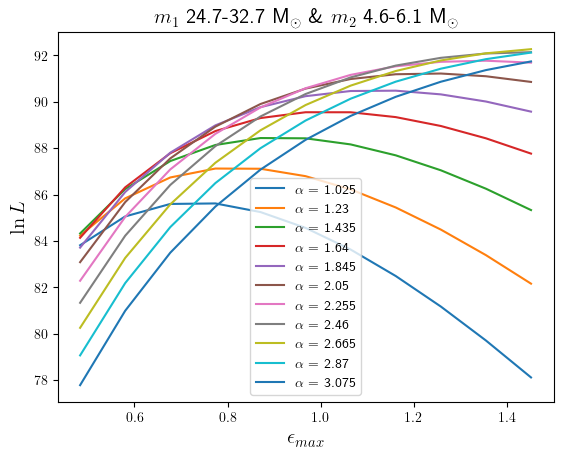 m₁ 24.7-32.7 M⊙ & m₂ 4.6-6.1 M⊙
92
90
88
86
84
82
80
78
ln L
α = 1.025
α = 1.23
α = 1.435
α = 1.64
α = 1.845
α = 2.05
α = 2.255
α = 2.46
α = 2.665
α = 2.87
α = 3.075
0.6 0.8 1.0 1.2 1.4
ϵₘₐₓ